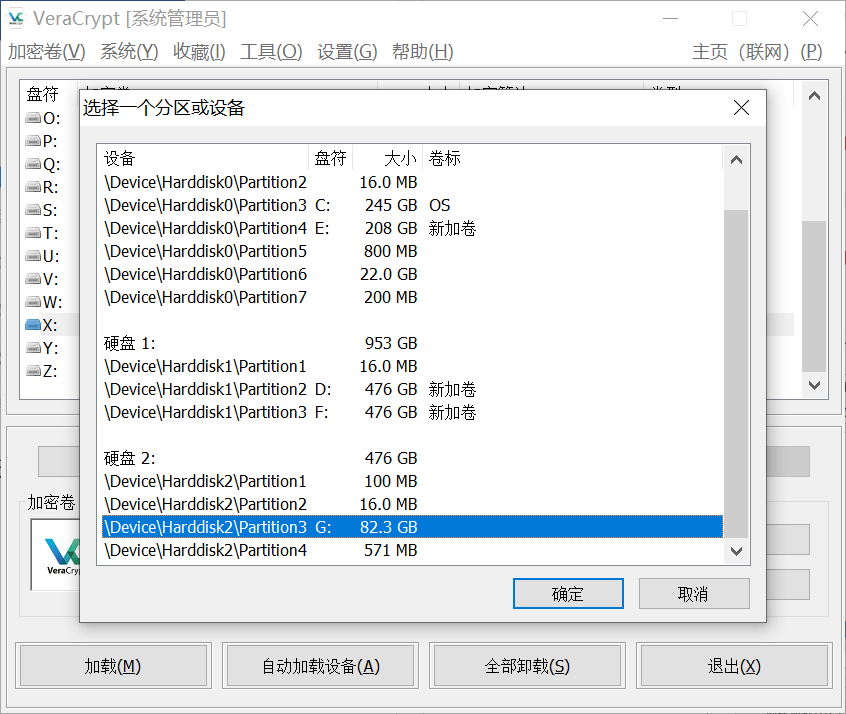 VeraCrypt [系统管理员]
加密卷(V) 系统(Y) 收藏(I) 工具(O) 设置(G) 帮助(H) 主页（联网）(P)
盘符
O:
P:
Q:
R:
S:
T:
U:
V:
W:
X:
Y:
Z:
选择一个分区或设备
设备 盘符 大小 卷标
\Device\Harddisk0\Partition2 16.0 MB
\Device\Harddisk0\Partition3 C: 245 GB OS
\Device\Harddisk0\Partition4 E: 208 GB 新加卷
\Device\Harddisk0\Partition5 800 MB
\Device\Harddisk0\Partition6 22.0 GB
\Device\Harddisk0\Partition7 200 MB
硬盘 1: 953 GB
\Device\Harddisk1\Partition1 16.0 MB
\Device\Harddisk1\Partition2 D: 476 GB 新加卷
\Device\Harddisk1\Partition3 F: 476 GB 新加卷
硬盘 2: 476 GB
\Device\Harddisk2\Partition1 100 MB
\Device\Harddisk2\Partition2 16.0 MB
\Device\Harddisk2\Partition3 G: 82.3 GB
\Device\Harddisk2\Partition4 571 MB
确定 取消
加密卷
加载(M) 自动加载设备(A) 全部卸载(S) 退出(X)